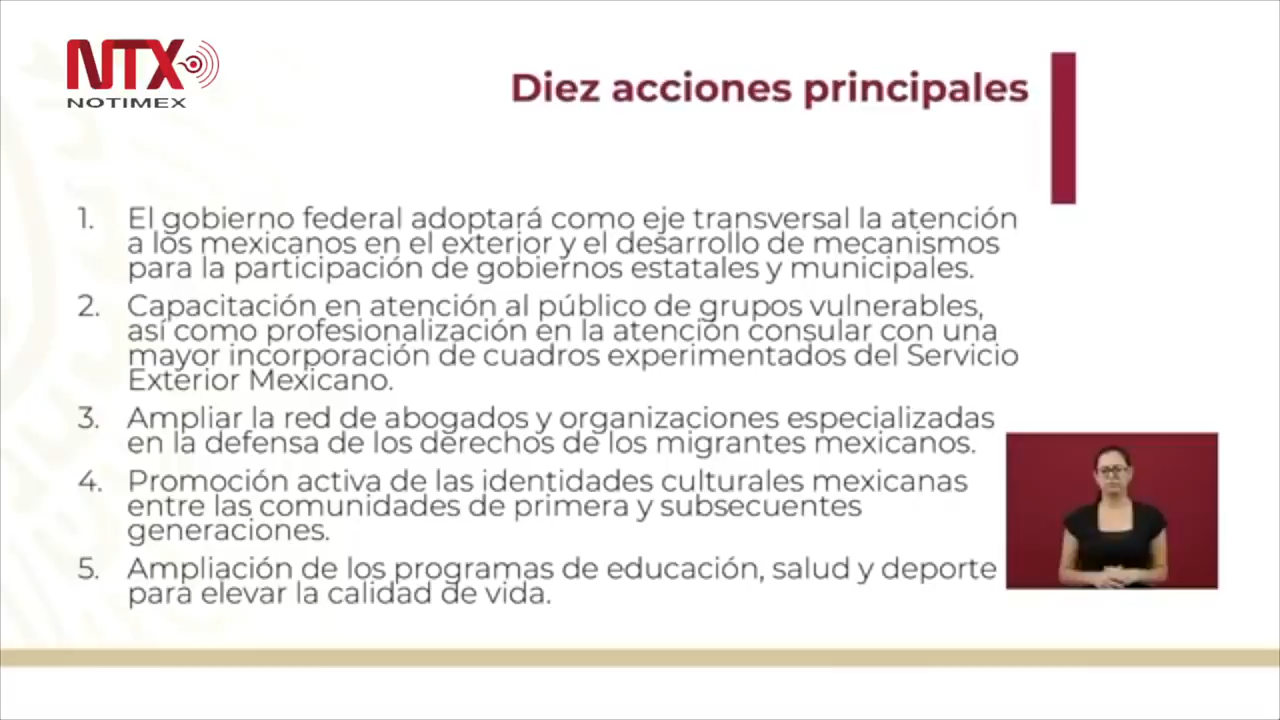 NTX
NOTIMEX
Diez acciones principales
1. El gobierno federal adoptará como eje transversal la atención
a los mexicanos en el exterior y el desarrollo de mecanismos
para la participación de gobiernos estatales y municipales.
2. Capacitación en atención al público de grupos vulnerables,
así como profesionalización en la atención consular con una
mayor incorporación de cuadros experimentados del Servicio
Exterior Mexicano.
3. Ampliar la red de abogados y organizaciones especializadas
en la defensa de los derechos de los migrantes mexicanos.
4. Promoción activa de las identidades culturales mexicanas
entre las comunidades de primera y subsecuentes
generaciones.
5. Ampliación de los programas de educación, salud y deporte
para elevar la calidad de vida.